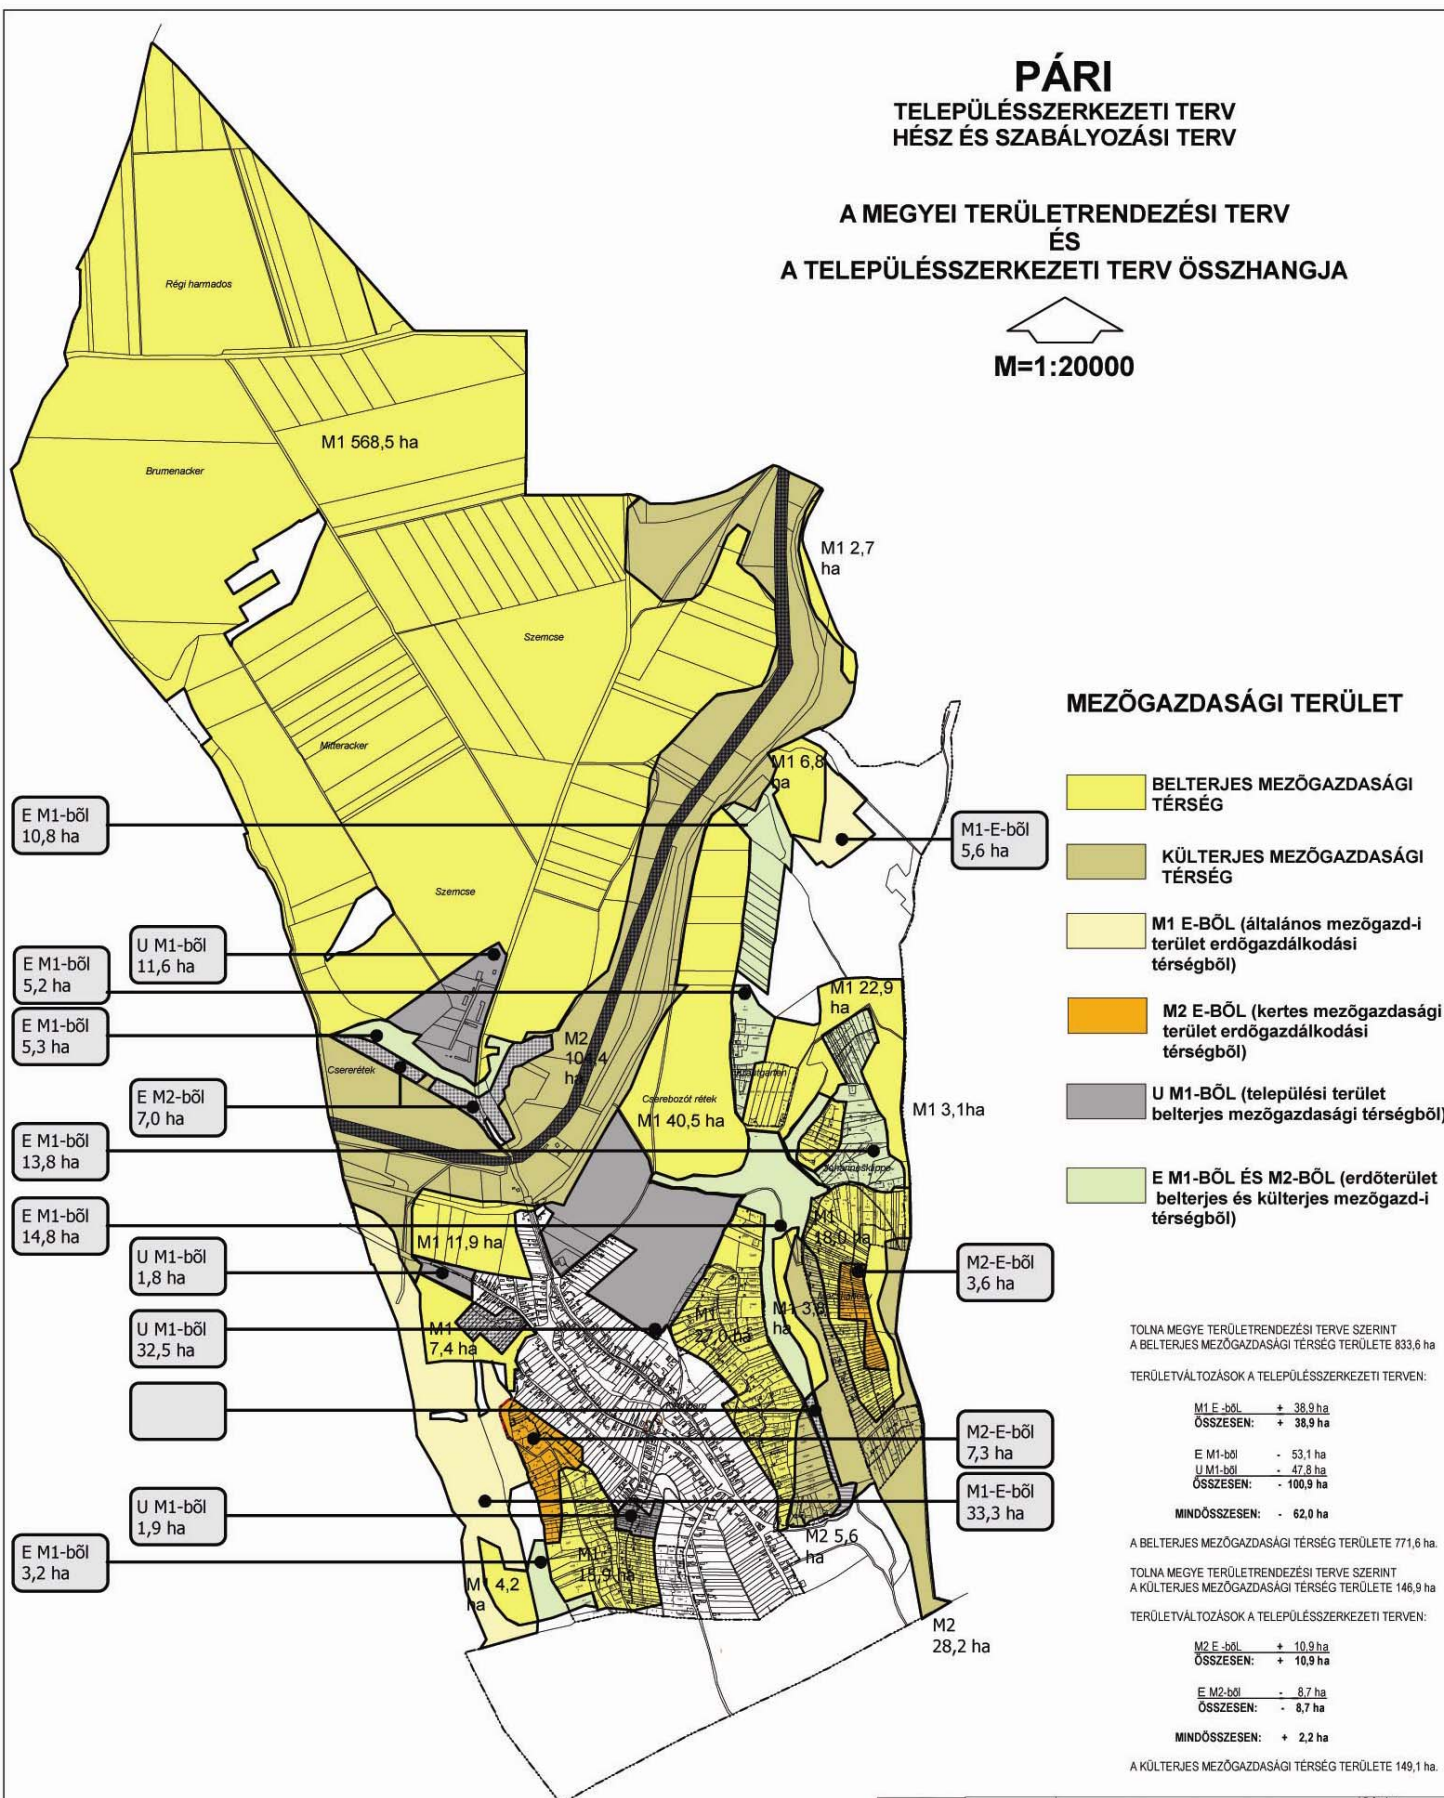 PÁRI
TELEPÜLÉSSZERKEZETI TERV
HÉSZ ÉS SZABÁLYOZÁSI TERV
A MEGYEI TERÜLETRENDEZÉSI TERV
ÉS
A TELEPÜLÉSSZERKEZETI TERV ÖSSZHANGJA
M=1:20000
Régi harmados
M1 568,5 ha
Brumenacker
M1 2,7
ha
Szemcse
Mitteracker
M1 6,8
ha
E M1-bõl
10,8 ha
M1-E-bõl
5,6 ha
Szemcse
U M1-bõl
11,6 ha
E M1-bõl
5,2 ha
M1 22,9
ha
E M1-bõl
5,3 ha
M2
104,4
ha
Csererétek
E M2-bõl
7,0 ha
Cserebozót rétek
M1 40,5 ha
M1 3,1ha
E M1-bõl
13,8 ha
E M1-bõl
14,8 ha
M1 11,9 ha
M1
18,0 ha
U M1-bõl
1,8 ha
M2-E-bõl
3,6 ha
M1 3,8
ha
U M1-bõl
32,5 ha
M1
7,4 ha
M1
27,0 ha
M2-E-bõl
7,3 ha
M1-E-bõl
33,3 ha
U M1-bõl
1,9 ha
E M1-bõl
3,2 ha
M1
15,9 ha
M2 5,6
ha
M1 4,2
ha
M2
28,2 ha
MEZÕGAZDASÁGI TERÜLET
BELTERJES MEZÕGAZDASÁGI
TÉRSÉG
KÜLTERJES MEZÕGAZDASÁGI
TÉRSÉG
M1 E-BÕL (általános mezõgazd-i
terület erdõgazdálkodási
térségbõl)
M2 E-BÕL (kertes mezõgazdasági
terület erdõgazdálkodási
térségbõl)
U M1-BÕL (települési terület
belterjes mezõgazdasági térségbõl)
E M1-BÕL ÉS M2-BÕL (erdõterület
belterjes és külterjes mezõgazd-i
térségbõl)
TOLNA MEGYE TERÜLETRENDEZÉSI TERVE SZERINT
A BELTERJES MEZÕGAZDASÁGI TÉRSÉG TERÜLETE 833,6 ha
TERÜLETVÁLTOZÁSOK A TELEPÜLÉSSZERKEZETI TERVEN:
M1 E -bõL + 38,9 ha
ÖSSZESEN: + 38,9 ha
E M1-bõl - 53,1 ha
U M1-bõl - 47,8 ha
ÖSSZESEN: - 100,9 ha
MINDÖSSZESEN: - 62,0 ha
A BELTERJES MEZÕGAZDASÁGI TÉRSÉG TERÜLETE 771,6 ha.
TOLNA MEGYE TERÜLETRENDEZÉSI TERVE SZERINT
A KÜLTERJES MEZÕGAZDASÁGI TÉRSÉG TERÜLETE 146,9 ha
TERÜLETVÁLTOZÁSOK A TELEPÜLÉSSZERKEZETI TERVEN:
M2 E -bõL + 10,9 ha
ÖSSZESEN: + 10,9 ha
E M2-bõl - 8,7 ha
ÖSSZESEN: - 8,7 ha
MINDÖSSZESEN: + 2,2 ha
A KÜLTERJES MEZÕGAZDASÁGI TÉRSÉG TERÜLETE 149,1 ha.